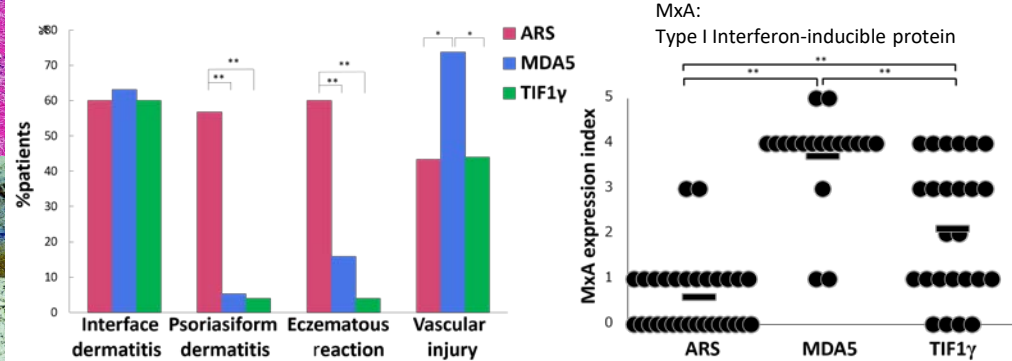 MxA:
Type I Interferon-inducible protein
%patients
80
70
60
50
40
30
20
10
0
** ** ** ** * *
ARS
MDA5
TIF1γ
Interface dermatitis
Psoriasiform dermatitis
Eczematous reaction
Vascular injury
MxA expression index
**
** **
5
4
3
2
1
0
ARS MDA5 TIF1γ